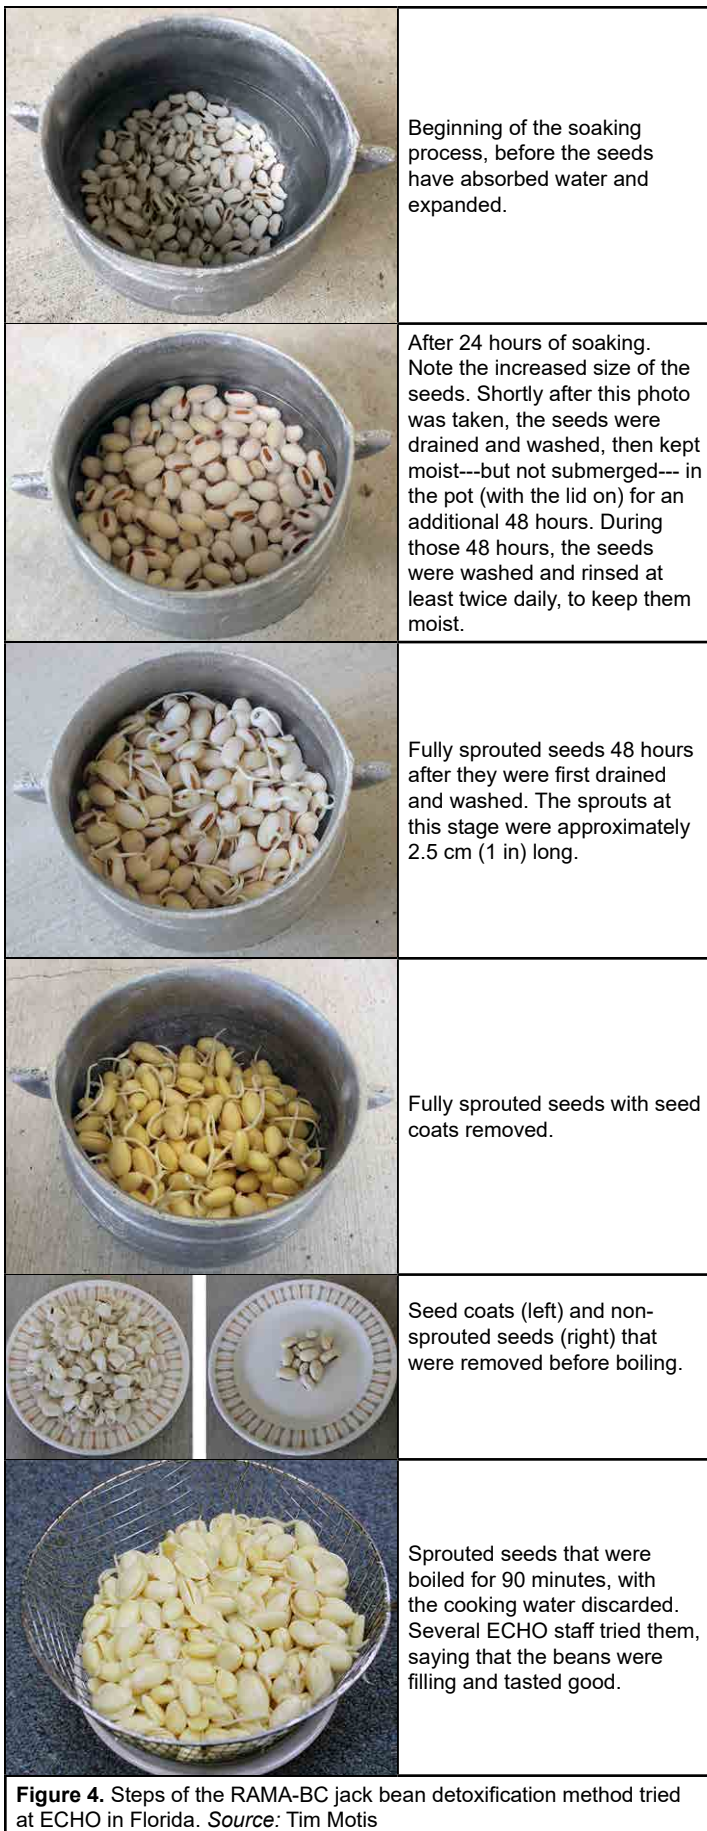 Beginning of the soaking
process, before the seeds
have absorbed water and
expanded.
After 24 hours of soaking.
Note the increased size of the
seeds. Shortly after this photo
was taken, the seeds were
drained and washed, then kept
moist---but not submerged--- in
the pot (with the lid on) for an
additional 48 hours. During
those 48 hours, the seeds
were washed and rinsed at
least twice daily, to keep them
moist.
Fully sprouted seeds 48 hours
after they were first drained
and washed. The sprouts at
this stage were approximately
2.5 cm (1 in) long.
Fully sprouted seeds with seed
coats removed.
Seed coats (left) and non-
sprouted seeds (right) that
were removed before boiling.
Sprouted seeds that were
boiled for 90 minutes, with
the cooking water discarded.
Several ECHO staff tried them,
saying that the beans were
filling and tasted good.
Figure 4. Steps of the RAMA-BC jack bean detoxification method tried
at ECHO in Florida. Source: Tim Motis